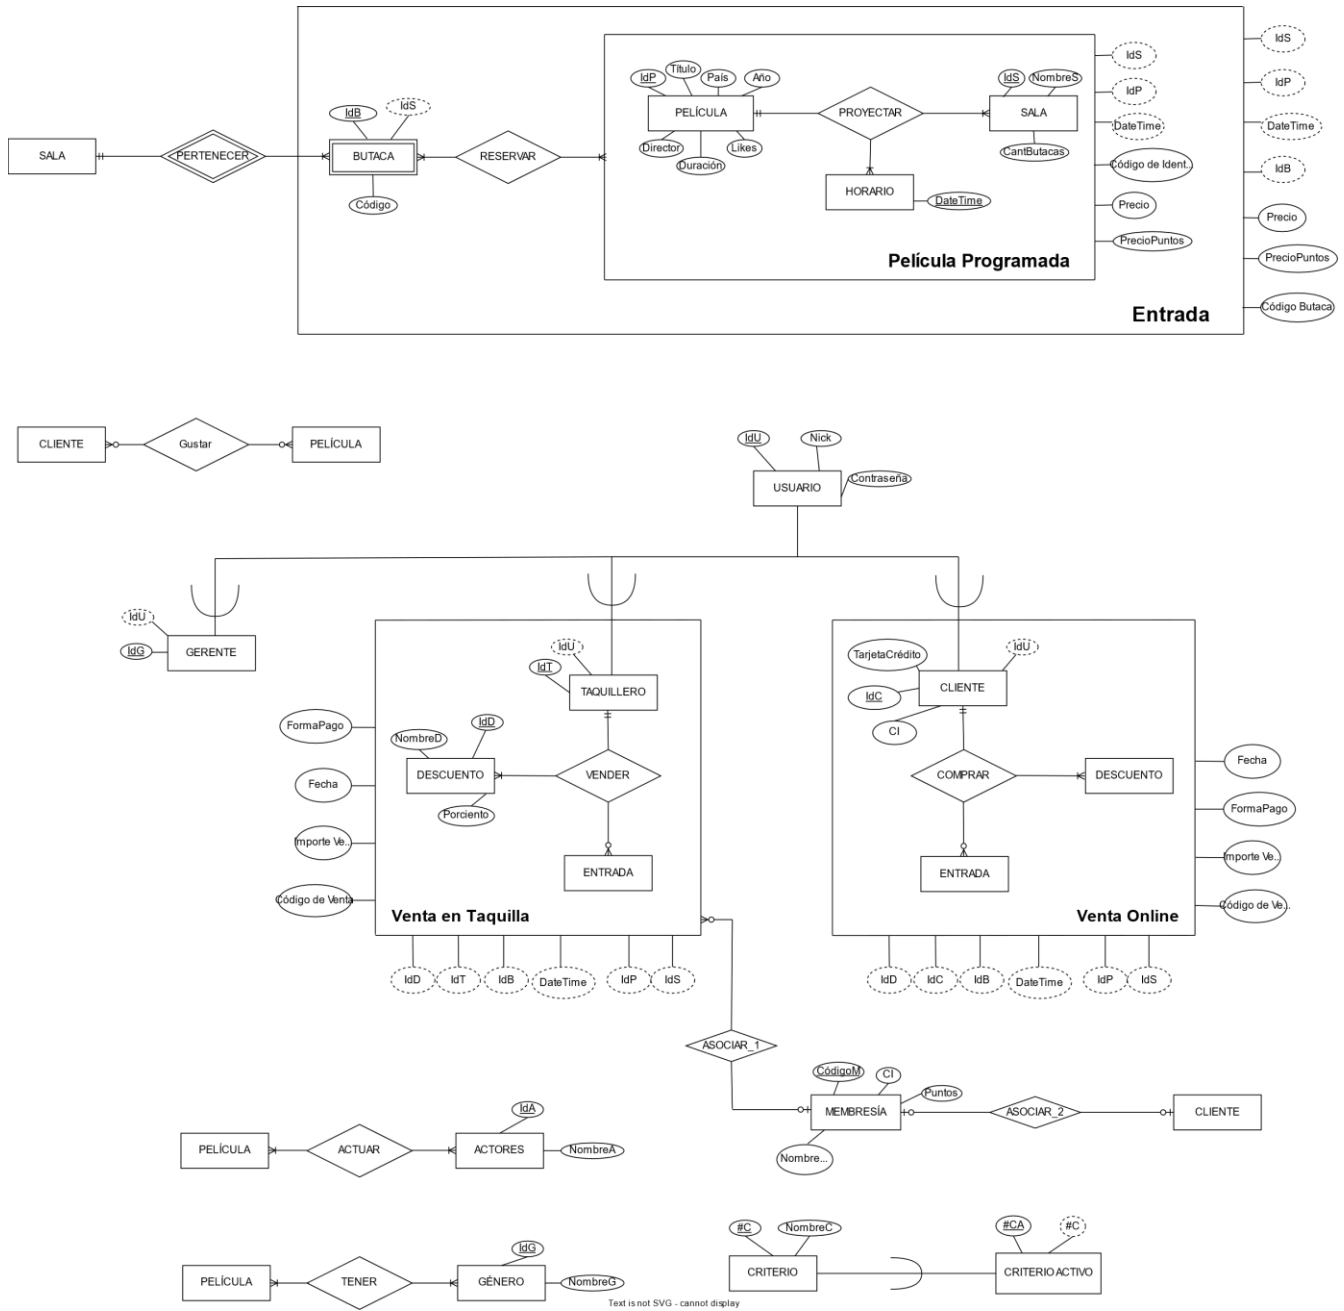 IdS
IdP
DateTime
IdB
Precio
PrecioPuntos
Código Butaca
Entrada
IdS
IdP
DateTime
Código de Ident...
Precio
PrecioPuntos
Película Programada
IdP
Título
País
Año
PELÍCULA
Director
Duración
Likes
PROYECTAR
IdS
NombreS
SALA
CantButacas
HORARIO
DateTime
SALA
PERTENECER
IdB
IdS
BUTACA
Código
RESERVAR
CLIENTE
Gustar
PELÍCULA
IdU
Nick
USUARIO
Contraseña
IdU
IdG
GERENTE
IdU
IdT
TAQUILLERO
NombreD
IdD
DESCUENTO
Porciento
VENDER
ENTRADA
FormaPago
Fecha
Importe Ve...
Código de Venta
Venta en Taquilla
IdD
IdT
IdB
DateTime
IdP
IdS
TarjetaCrédito
IdU
CLIENTE
IdC
CI
COMPRAR
DESCUENTO
ENTRADA
Fecha
FormaPago
Importe Ve...
Código de Ve...
Venta Online
IdD
IdC
IdB
DateTime
IdP
IdS
ASOCIAR_1
CódigoM
CI
Puntos
MEMBRESÍA
Nombre...
ASOCIAR_2
CLIENTE
PELÍCULA
ACTUAR
IdA
ACTORES
NombreA
PELÍCULA
TENER
IdG
GÉNERO
NombreG
#C
NombreC
CRITERIO
#CA
#C
CRITERIO ACTIVO
Text is not SVG - cannot display